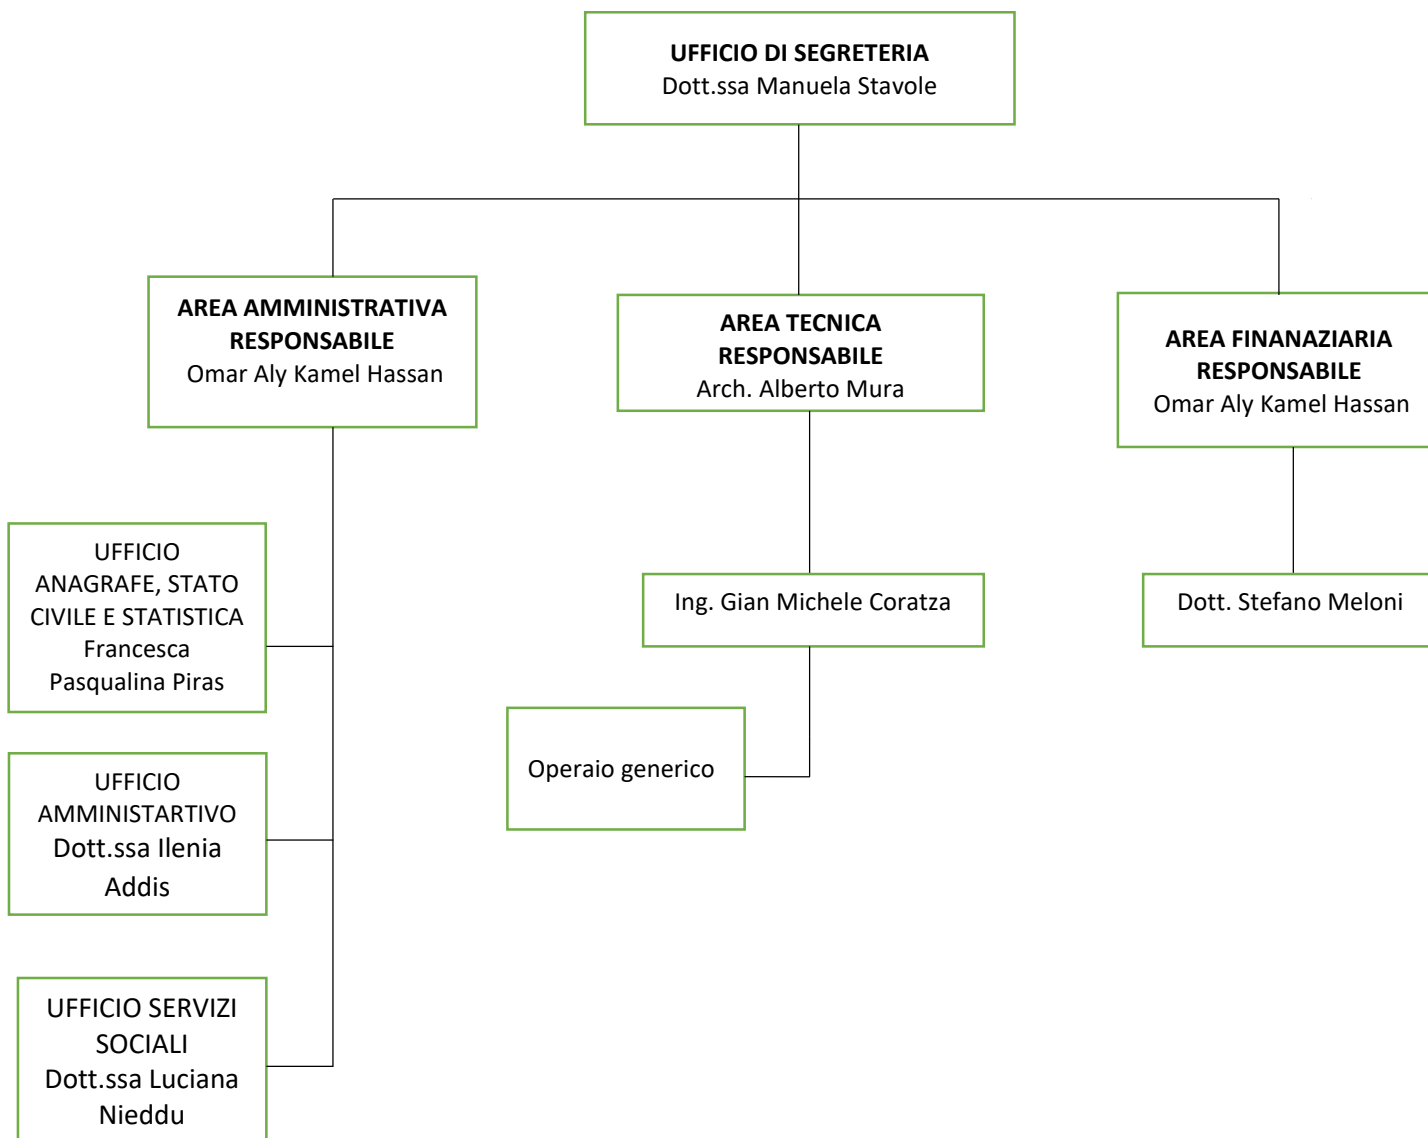 UFFICIO DI SEGRETERIA
Dott.ssa Manuela Stavole
AREA AMMINISTRATIVA
RESPONSABILE
Omar Aly Kamel Hassan
AREA TECNICA
RESPONSABILE
Arch. Alberto Mura
AREA FINANAZIARIA
RESPONSABILE
Omar Aly Kamel Hassan
UFFICIO
ANAGRAFE, STATO
CIVILE E STATISTICA
Francesca
Pasqualina Piras
Ing. Gian Michele Coratza
Dott. Stefano Meloni
Operaio generico
UFFICIO
AMMINISTARTIVO
Dott.ssa Ilenia
Addis
UFFICIO SERVIZI
SOCIALI
Dott.ssa Luciana
Nieddu